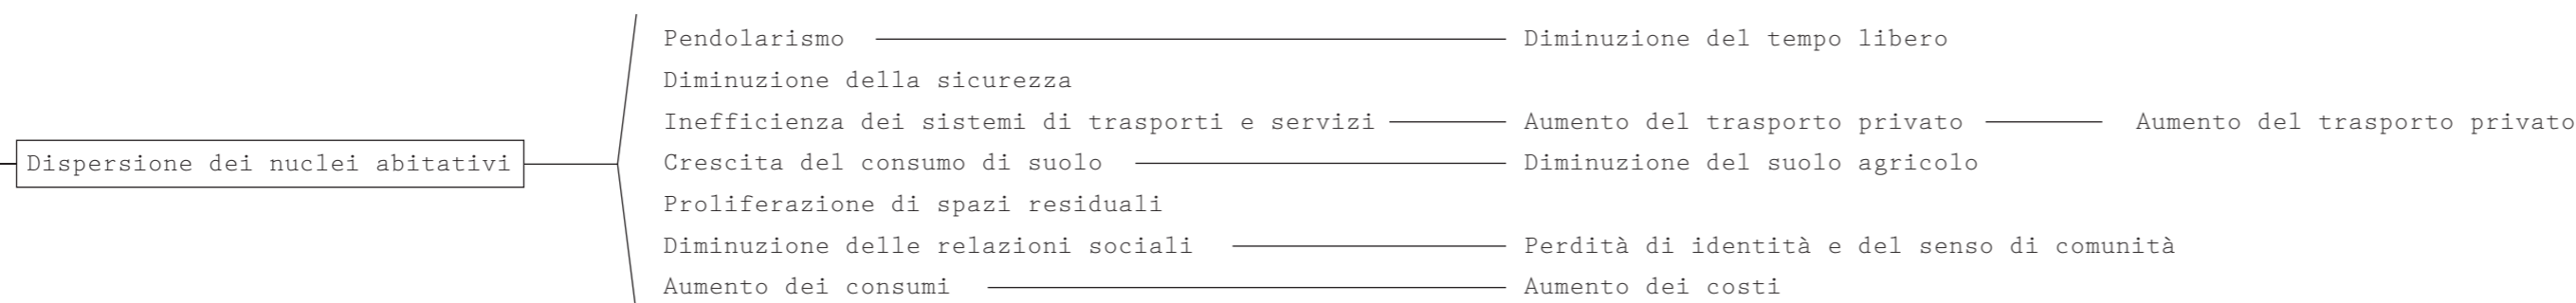 Pendolarismo Diminuzione del tempo libero
Diminuzione della sicurezza
Inefficienza dei sistemi di trasporti e servizi Aumento del trasporto privato Aumento del trasporto privato
Dispersione dei nuclei abitativi Crescita del consumo di suolo Diminuzione del suolo agricolo
Proliferazione di spazi residuali
Diminuzione delle relazioni sociali Perdità di identità e del senso di comunità
Aumento dei consumi Aumento dei costi